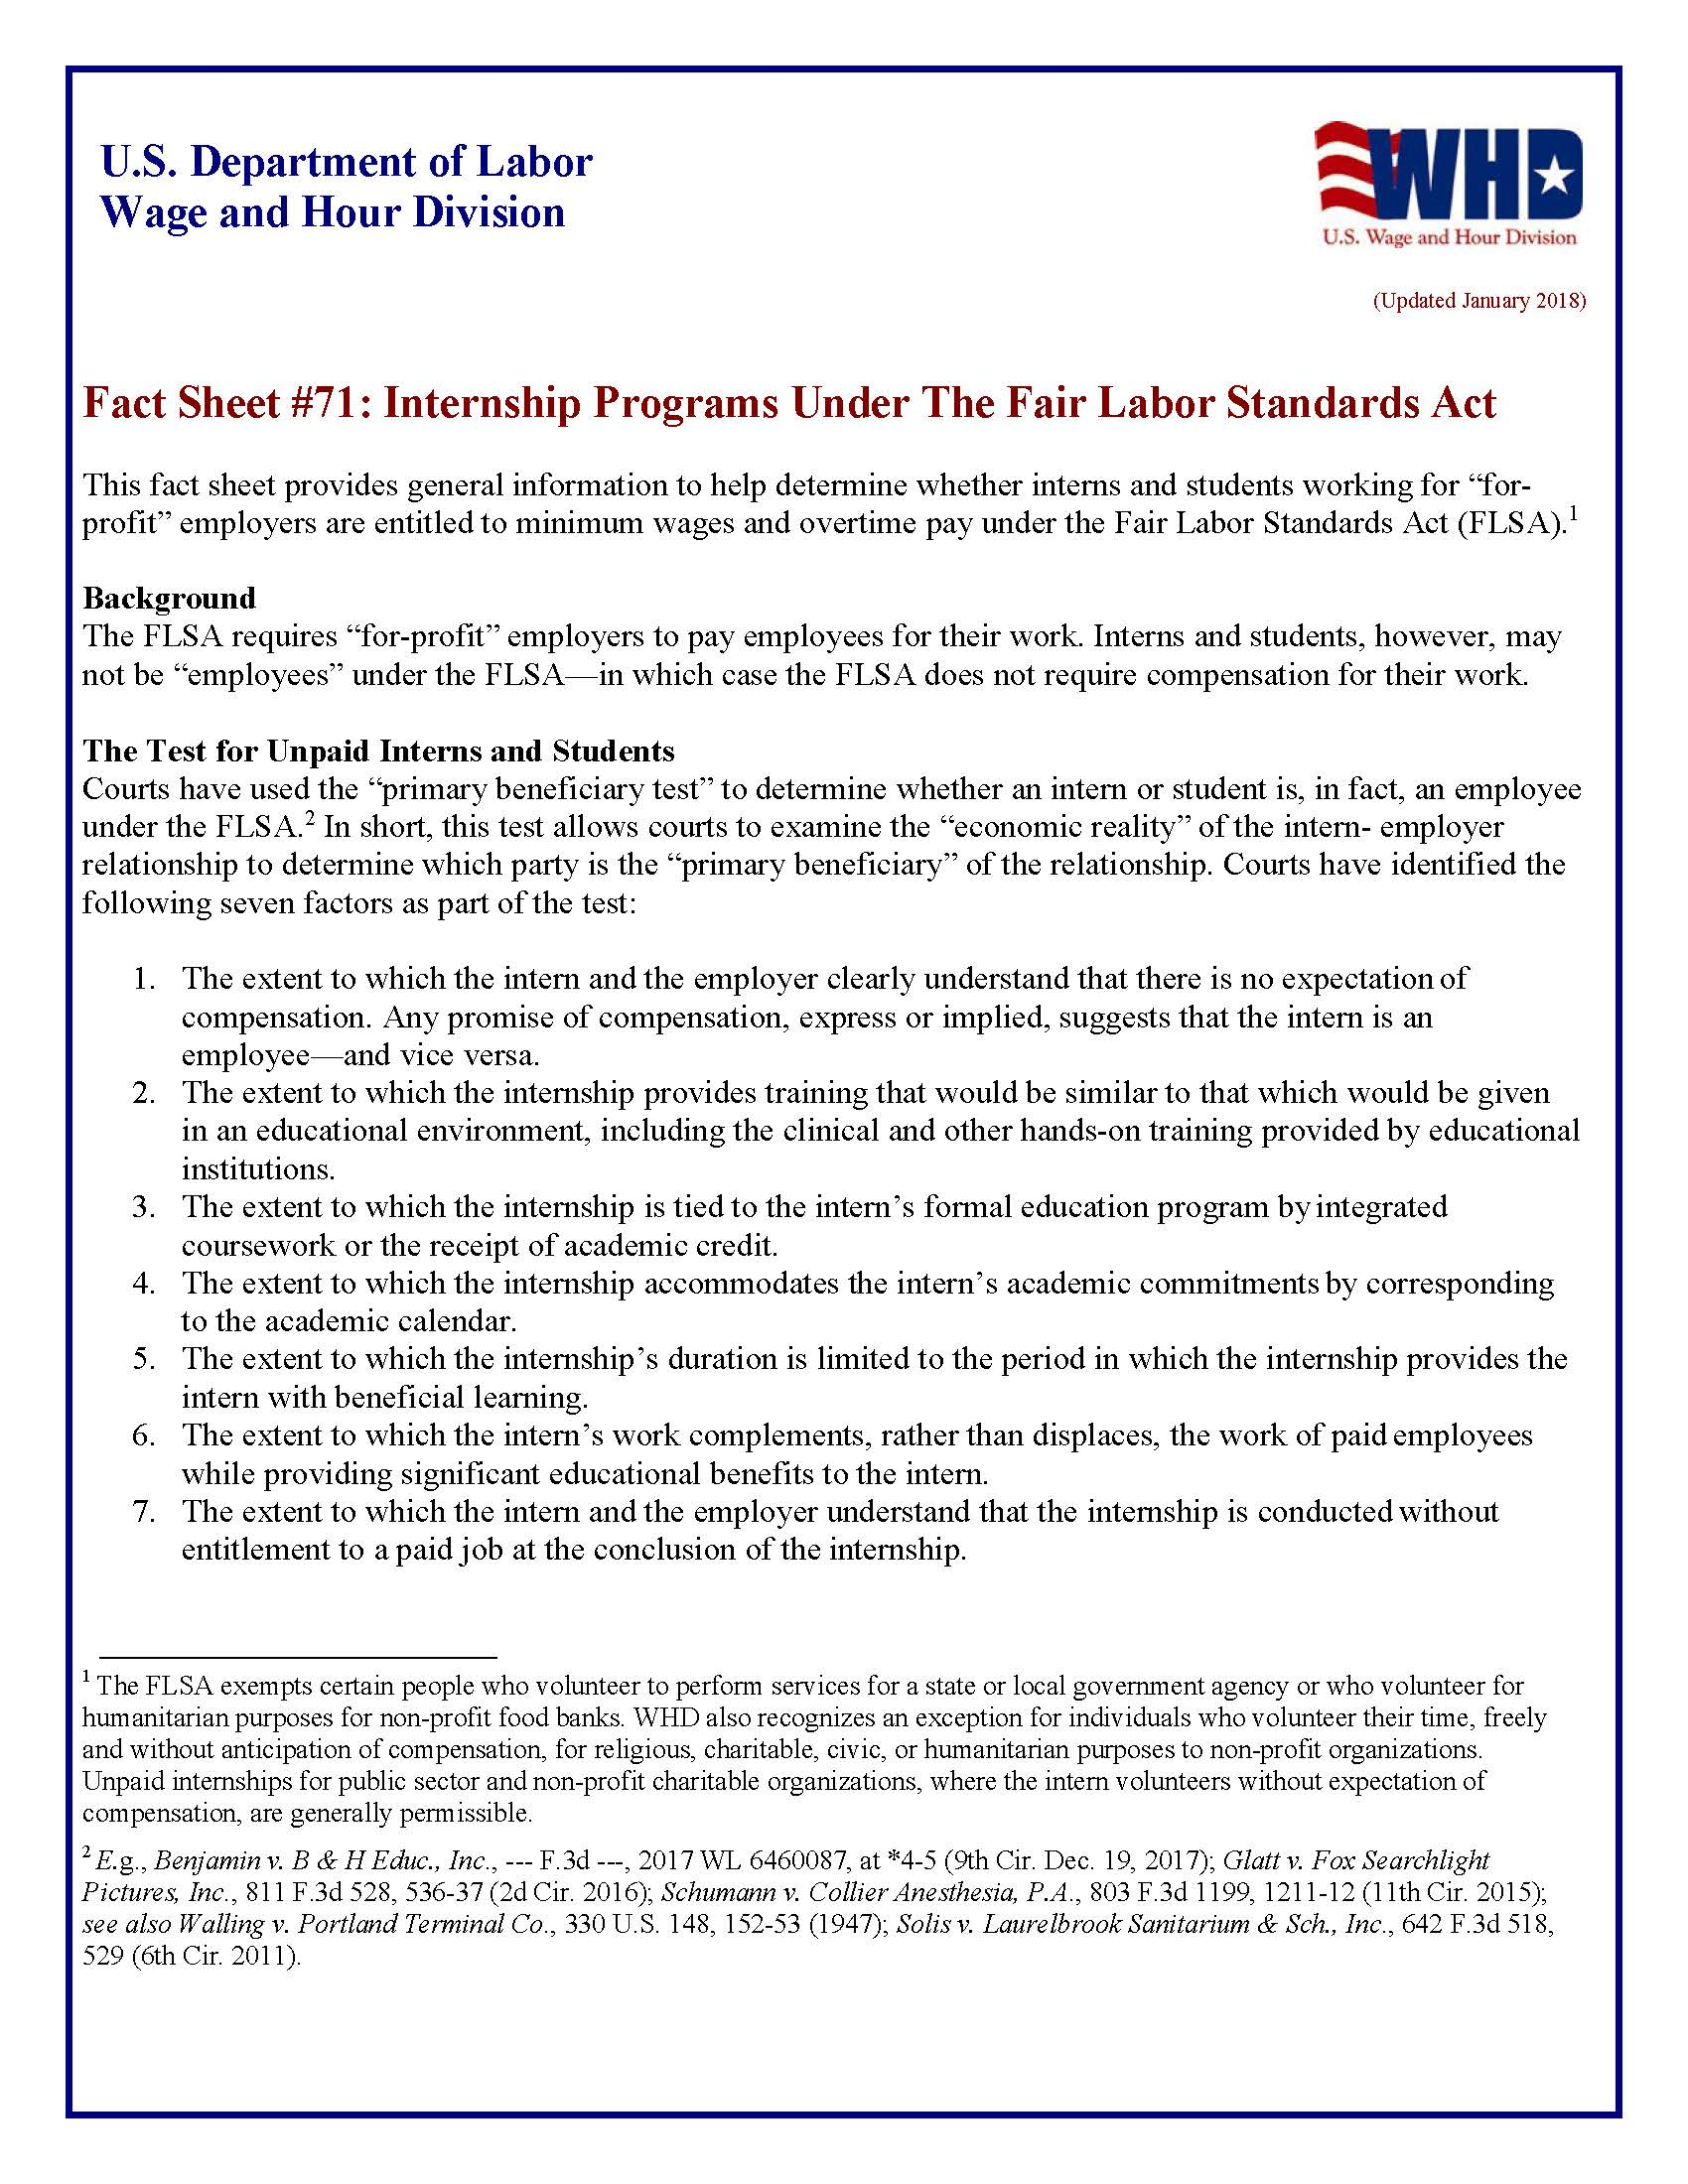 U.S. Department of Labor
Wage and Hour Division
WHD
U.S. Wage and Hour Division
(Updated January 2018)
Fact Sheet #71: Internship Programs Under The Fair Labor Standards Act
This fact sheet provides general information to help determine whether interns and students working for “for-
profit” employers are entitled to minimum wages and overtime pay under the Fair Labor Standards Act (FLSA).1
Background
The FLSA requires “for-profit” employers to pay employees for their work. Interns and students, however, may
not be “employees” under the FLSA—in which case the FLSA does not require compensation for their work.
The Test for Unpaid Interns and Students
Courts have used the “primary beneficiary test” to determine whether an intern or student is, in fact, an employee
under the FLSA.2 In short, this test allows courts to examine the “economic reality” of the intern- employer
relationship to determine which party is the “primary beneficiary” of the relationship. Courts have identified the
following seven factors as part of the test:
1. The extent to which the intern and the employer clearly understand that there is no expectation of
compensation. Any promise of compensation, express or implied, suggests that the intern is an
employee—and vice versa.
2. The extent to which the internship provides training that would be similar to that which would be given
in an educational environment, including the clinical and other hands-on training provided by educational
institutions.
3. The extent to which the internship is tied to the intern’s formal education program by integrated
coursework or the receipt of academic credit.
4. The extent to which the internship accommodates the intern’s academic commitments by corresponding
to the academic calendar.
5. The extent to which the internship’s duration is limited to the period in which the internship provides the
intern with beneficial learning.
6. The extent to which the intern’s work complements, rather than displaces, the work of paid employees
while providing significant educational benefits to the intern.
7. The extent to which the intern and the employer understand that the internship is conducted without
entitlement to a paid job at the conclusion of the internship.
1 The FLSA exempts certain people who volunteer to perform services for a state or local government agency or who volunteer for
humanitarian purposes for non-profit food banks. WHD also recognizes an exception for individuals who volunteer their time, freely
and without anticipation of compensation, for religious, charitable, civic, or humanitarian purposes to non-profit organizations.
Unpaid internships for public sector and non-profit charitable organizations, where the intern volunteers without expectation of
compensation, are generally permissible.
2 E.g., Benjamin v. B & H Educ., Inc., --- F.3d ---, 2017 WL 6460087, at *4-5 (9th Cir. Dec. 19, 2017); Glatt v. Fox Searchlight
Pictures, Inc., 811 F.3d 528, 536-37 (2d Cir. 2016); Schumann v. Collier Anesthesia, P.A., 803 F.3d 1199, 1211-12 (11th Cir. 2015);
see also Walling v. Portland Terminal Co., 330 U.S. 148, 152-53 (1947); Solis v. Laurelbrook Sanitarium & Sch., Inc., 642 F.3d 518,
529 (6th Cir. 2011).